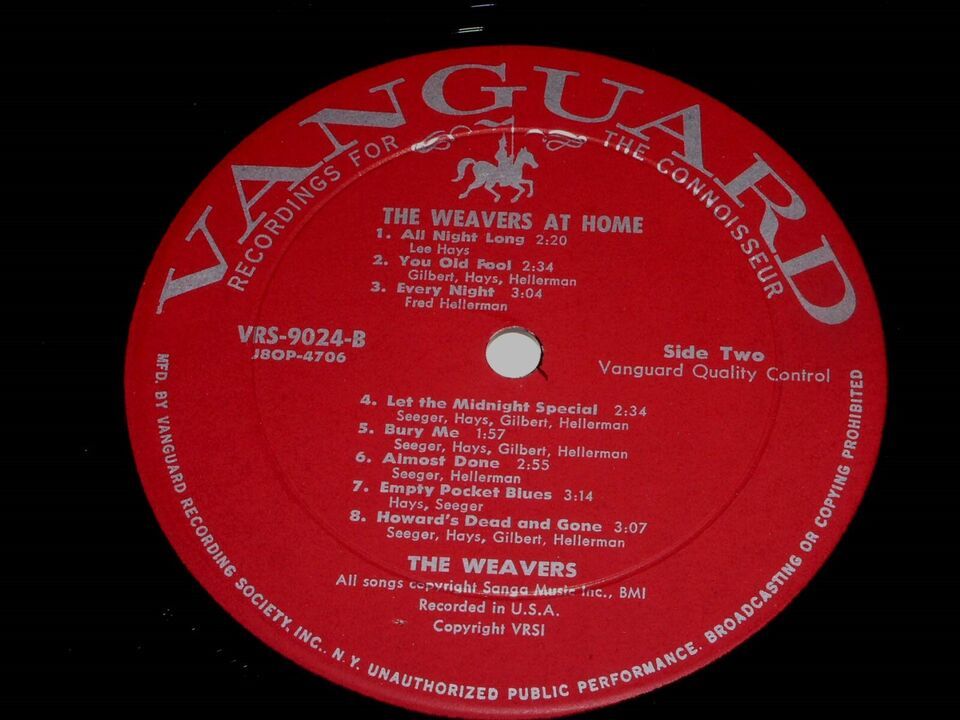 VANGUARD
RECORDINGS FOR THE CONNOISSEUR
THE WEAVERS AT HOME
1. All Night Long 2:20
Lee Hays
2. You Old Fool 2:34
Gilbert, Hays, Hellerman
3. Every Night 3:04
Fred Hellerman
VRS-9024-B
J8OP-4706
Side Two
Vanguard Quality Control
4. Let the Midnight Special 2:34
Seeger, Hays, Gilbert, Hellerman
5. Bury Me 1:57
Seeger, Hays, Gilbert, Hellerman
6. Almost Done 2:55
Seeger, Hellerman
7. Empty Pocket Blues 3:14
Hays, Seeger
8. Howard's Dead and Gone 3:07
Seeger, Hays, Gilbert, Hellerman
THE WEAVERS
All songs copyright Sanga Music Inc., BMI
Recorded in U.S.A.
Copyright VRSI
MFD. BY VANGUARD RECORDING SOCIETY, INC., N.Y. UNAUTHORIZED PUBLIC PERFORMANCE. BROADCASTING OR COPYING PROHIBITED